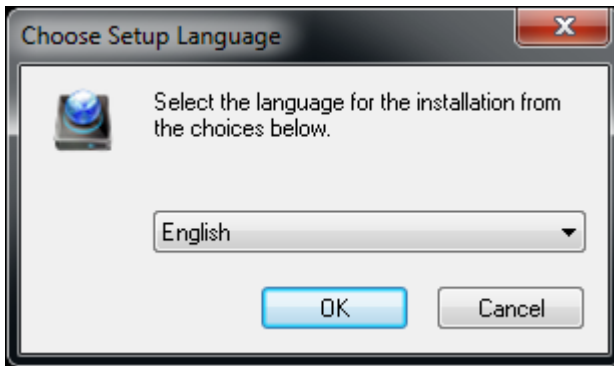 Choose Setup Language
Select the language for the installation from
the choices below.
English
OK
Cancel